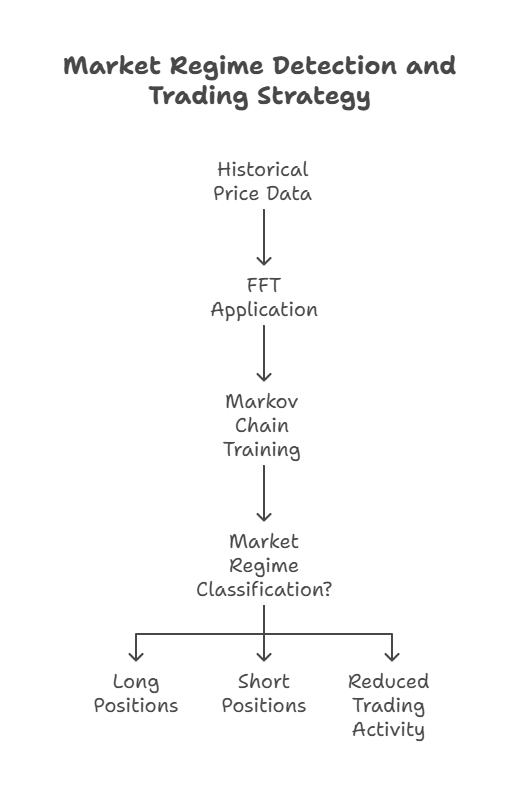 Market Regime Detection and
Trading Strategy
Historical
Price Data
FFT
Application
Markov
Chain
Training
Market
Regime
Classification?
Long
Positions
Short
Positions
Reduced
Trading
Activity